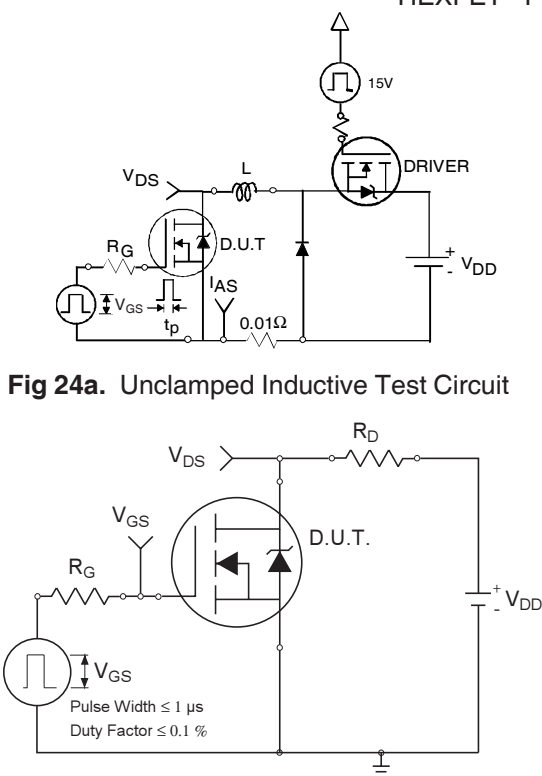 15V
DRIVER
L
VDS
D.U.T
RG
+
VDD
-
IAS
VGS
tp
0.01Ω
Fig 24a. Unclamped Inductive Test Circuit
RD
VDS
VGS
D.U.T.
RG
+
VDD
-
VGS
Pulse Width ≤ 1 µs
Duty Factor ≤ 0.1 %